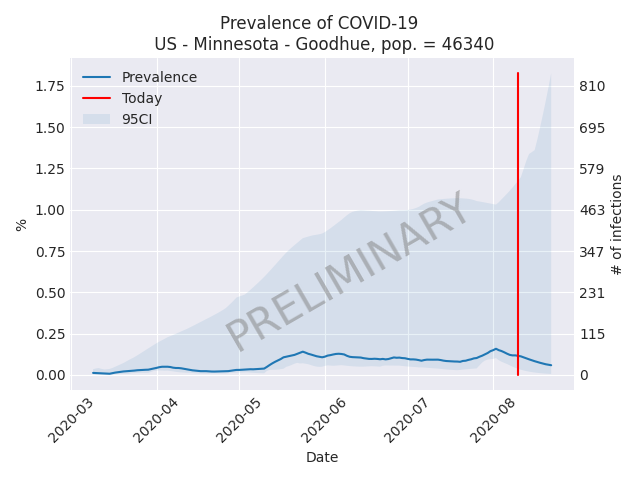 Prevalence of COVID-19
US - Minnesota - Goodhue, pop. = 46340
Prevalence
Today
95CI
PRELIMINARY
%
1.75
1.50
1.25
1.00
0.75
0.50
0.25
0.00
810
695
579
463
347
231
115
0
# of infections
2020-03
2020-04
2020-05
2020-06
2020-07
2020-08
Date